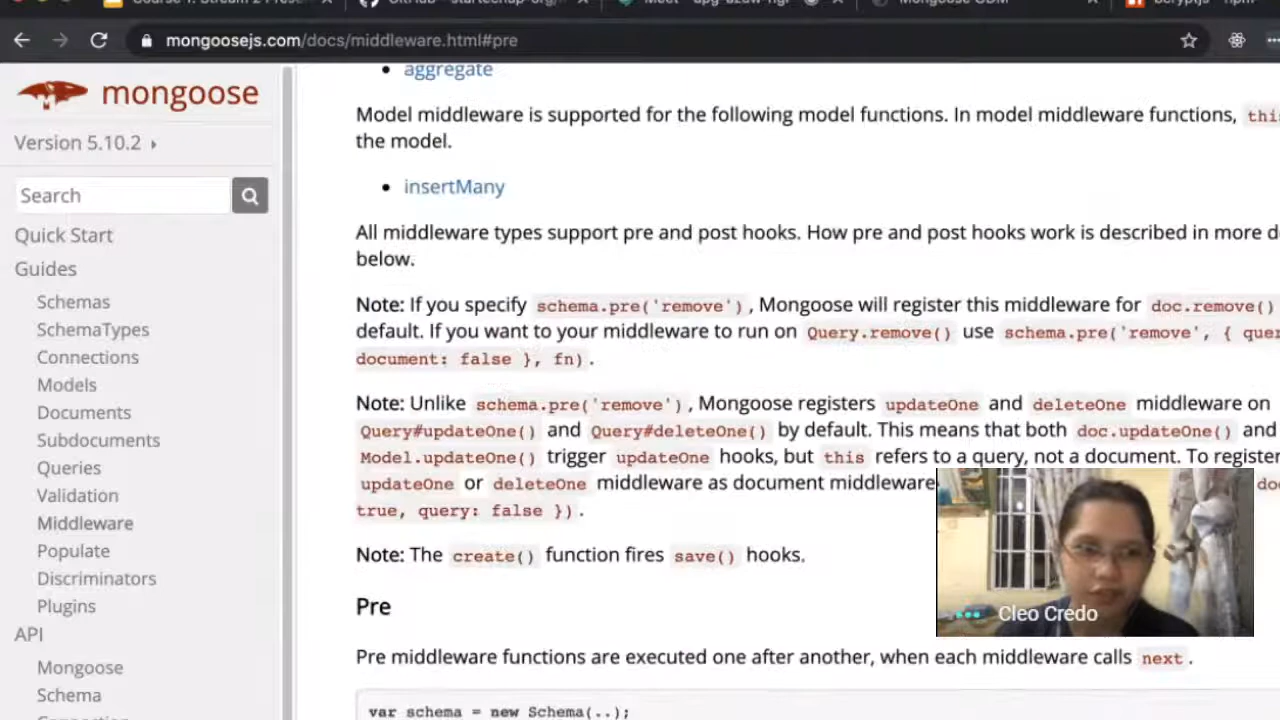 mongoosejs.com/docs/middleware.html#pre
mongoose
Version 5.10.2
Search
Quick Start
Guides
Schemas
SchemaTypes
Connections
Models
Documents
Subdocuments
Queries
Validation
Middleware
Populate
Discriminators
Plugins
API
Mongoose
Schema
aggregate
Model middleware is supported for the following model functions. In model middleware functions,
the model.
insertMany
All middleware types support pre and post hooks. How pre and post hooks work is described in more
below.
Note: If you specify schema.pre('remove'), Mongoose will register this middleware for doc.remove()
default. If you want to your middleware to run on Query.remove() use schema.pre('remove', {
document: false }, fn).
Note: Unlike schema.pre('remove'), Mongoose registers updateOne and deleteOne middleware on
Query#updateOne() and Query#deleteOne() by default. This means that both doc.updateOne() and
Model.updateOne() trigger updateOne hooks, but this refers to a query, not a document. To register
updateOne or deleteOne middleware as document middleware
true, query: false }).
Note: The create() function fires save() hooks.
Pre
Pre middleware functions are executed one after another, when each middleware calls next.
var schema = new Schema(..);
Cleo Credo